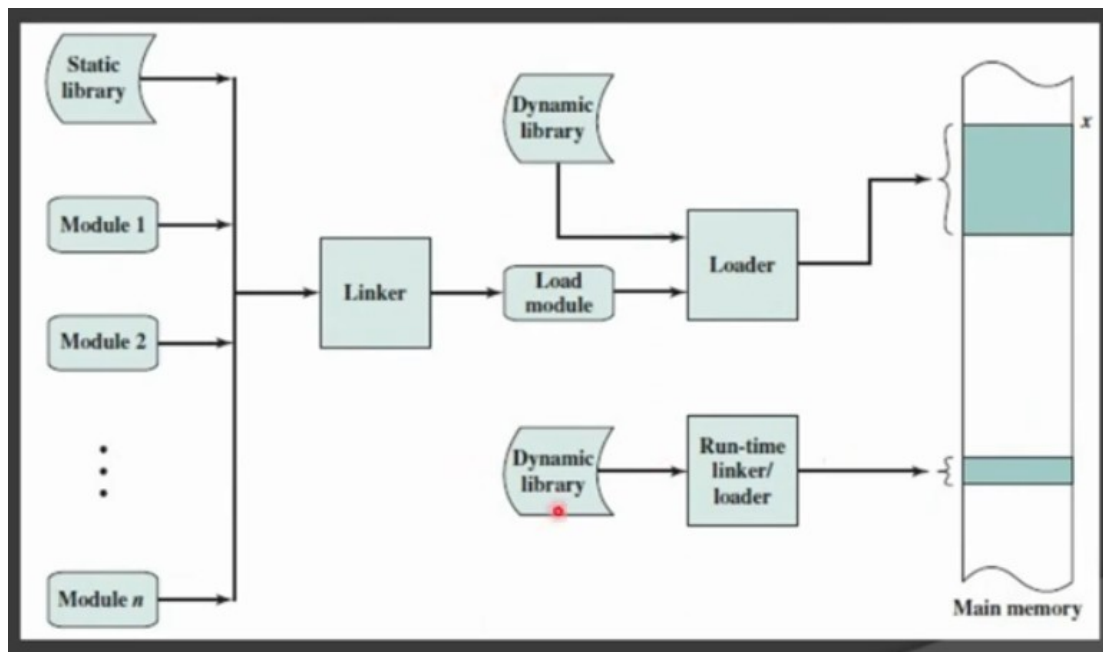 Static
library
Module 1
Module 2
Module n
Linker
Dynamic
library
Load
module
Loader
Dynamic
library
Run-time
linker/
loader
x
Main memory